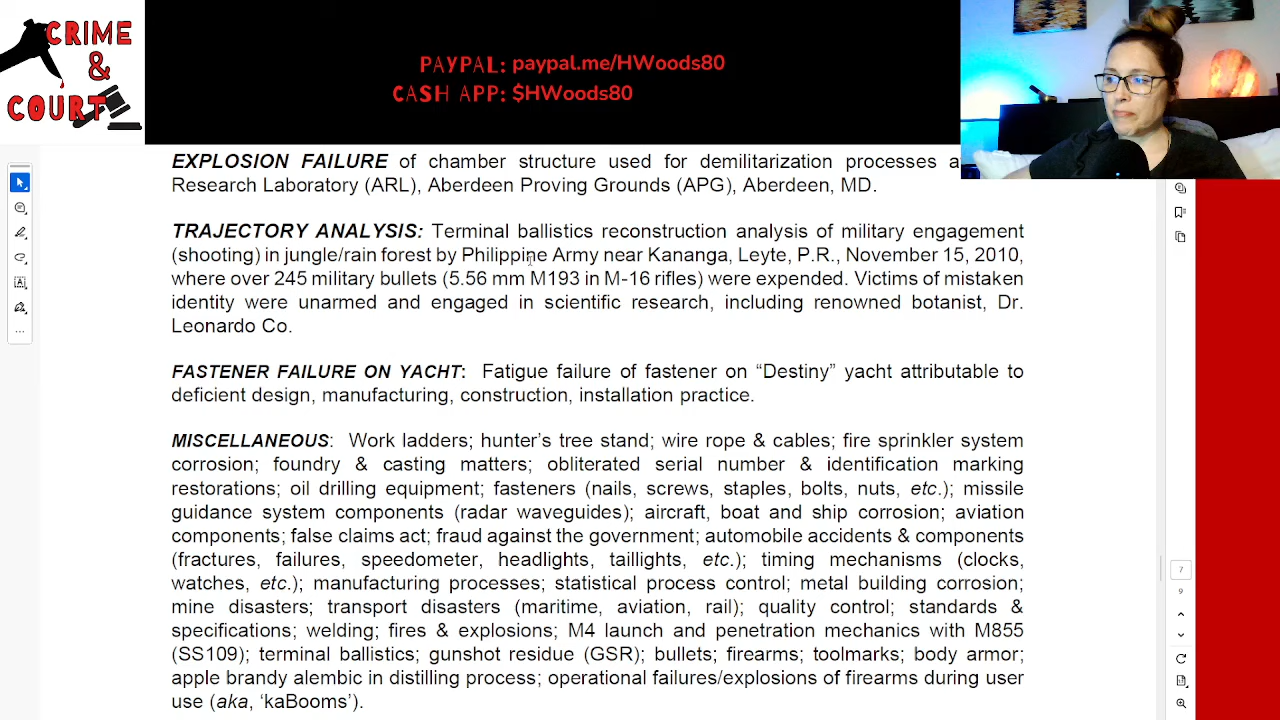 CRIME
&
COURT
PAYPAL: paypal.me/HWoods80
CASH APP: $HWoods80
EXPLOSION FAILURE of chamber structure used for demilitarization processes a
Research Laboratory (ARL), Aberdeen Proving Grounds (APG), Aberdeen, MD.
TRAJECTORY ANALYSIS: Terminal ballistics reconstruction analysis of military engagement
(shooting) in jungle/rain forest by Philippine Army near Kananga, Leyte, P.R., November 15, 2010,
where over 245 military bullets (5.56 mm M193 in M-16 rifles) were expended. Victims of mistaken
identity were unarmed and engaged in scientific research, including renowned botanist, Dr.
Leonardo Co.
FASTENER FAILURE ON YACHT: Fatigue failure of fastener on “Destiny” yacht attributable to
deficient design, manufacturing, construction, installation practice.
MISCELLANEOUS: Work ladders; hunter’s tree stand; wire rope & cables; fire sprinkler system
corrosion; foundry & casting matters; obliterated serial number & identification marking
restorations; oil drilling equipment; fasteners (nails, screws, staples, bolts, nuts, etc.); missile
guidance system components (radar waveguides); aircraft, boat and ship corrosion; aviation
components; false claims act; fraud against the government; automobile accidents & components
(fractures, failures, speedometer, headlights, taillights, etc.); timing mechanisms (clocks,
watches, etc.); manufacturing processes; statistical process control; metal building corrosion;
mine disasters; transport disasters (maritime, aviation, rail); quality control; standards &
specifications; welding; fires & explosions; M4 launch and penetration mechanics with M855
(SS109); terminal ballistics; gunshot residue (GSR); bullets; firearms; toolmarks; body armor;
apple brandy alembic in distilling process; operational failures/explosions of firearms during user
use (aka, ‘kaBooms’).
7
9